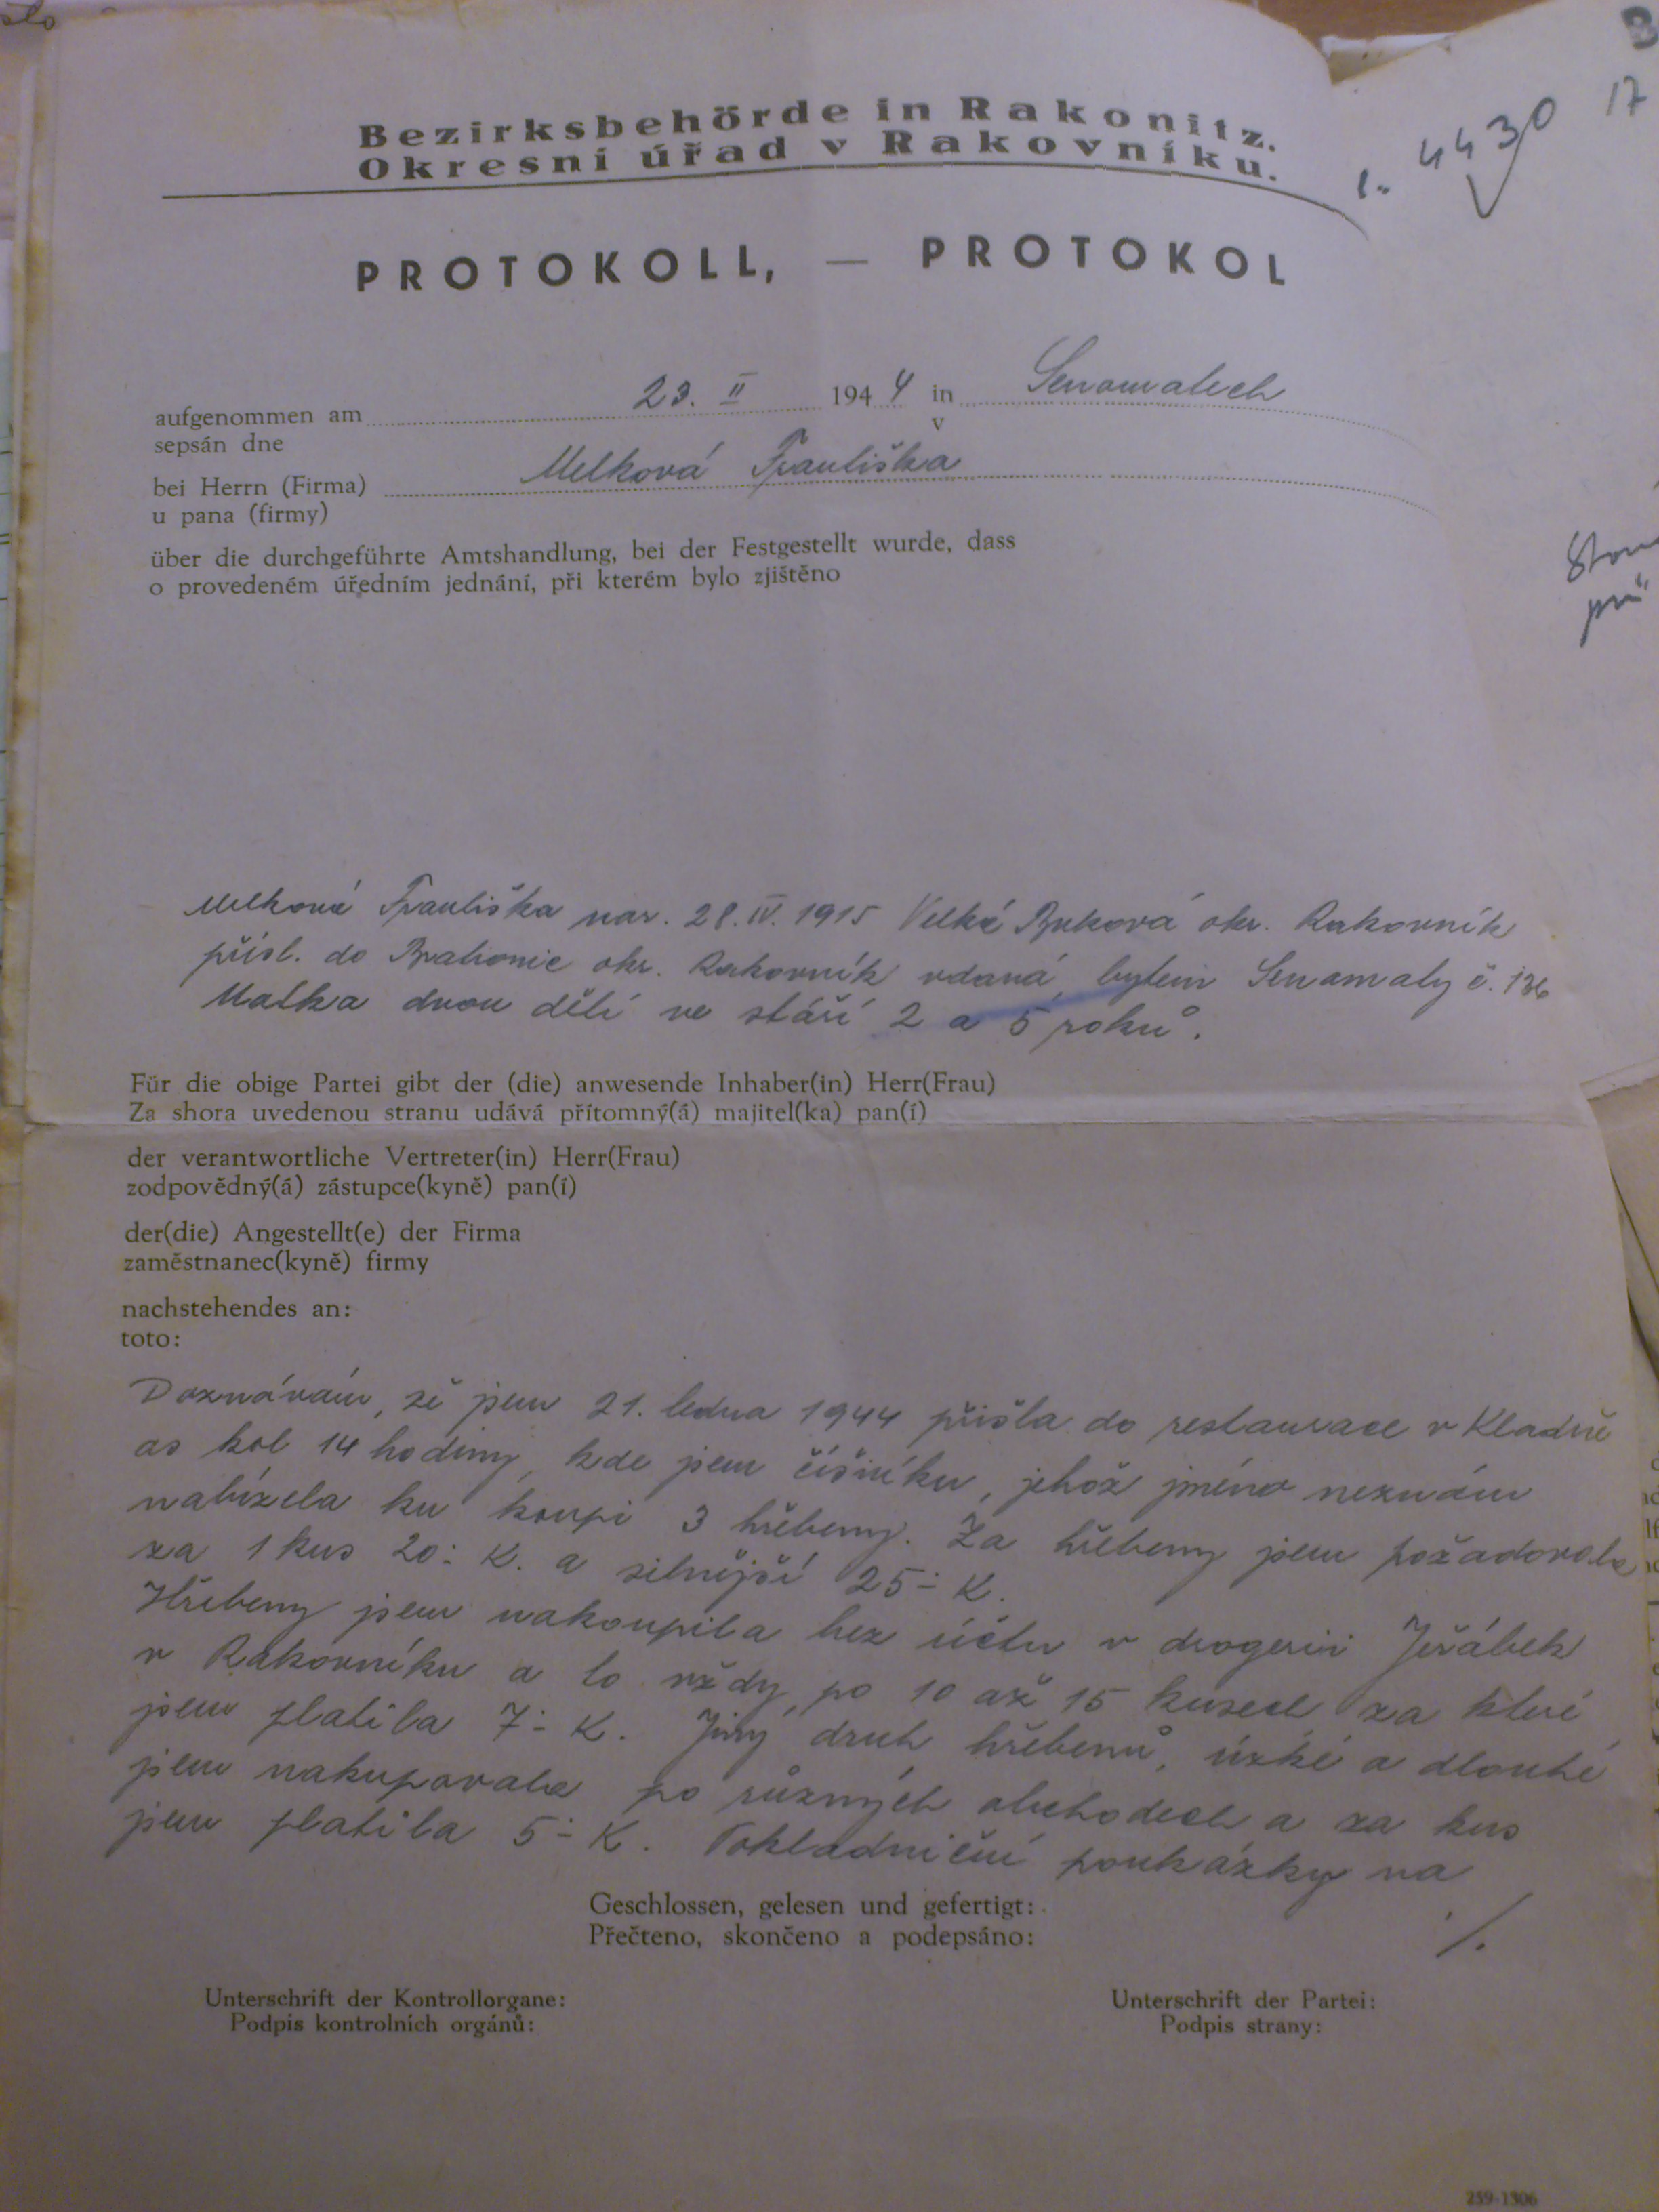 Bezirksbehörde in Rakonitz.
Okresní úřad v Rakovníku.
1. 4430
17
B
PROTOKOLL, — PROTOKOL
aufgenommen am 23. II 1944 in Senomatech
sepsán dne v
bei Herrn (Firma) Melková Františka
u pana (firmy)
über die durchgeführte Amtshandlung, bei der Festgestellt wurde, dass
o provedeném úředním jednání, při kterém bylo zjištěno
Melková Františka nar. 28. IV. 1915 Velká Buková okr. Rakovník
přísl. do okr. Rakovník vdaná, bytem Senomaty č. 136
Matka dvou dětí ve stáří 2 a 5 roků.
Für die obige Partei gibt der (die) anwesende Inhaber(in) Herr(Frau)
Za shora uvedenou stranu udává přítomný(á) majitel(ka) pan(í)
der verantwortliche Vertreter(in) Herr(Frau)
zodpovědný(á) zástupce(kyně) pan(í)
der(die) Angestellt(e) der Firma
zaměstnanec(kyně) firmy
nachstehendes an:
toto:
Doznávám, že jsem 21. ledna 1944 přišla do restaurace v Kladně
as kol 14 hodiny, kde jsem číšníku, jehož jméno neznám
nabízela ku koupi 3 hřebeny. Za hřebeny jsem požadovala
za 1 kus 20.- K. a silnější 25.- K.
Hřebeny jsem nakoupila bez účtu v drogerii Jeřábek
v Rakovníku a to vždy po 10 až 15 kusech za které
jsem platila 7.- K. Jiný druh hřebenů, úzké a dlouhé
jsem nakupovala po různých obchodech a za kus
jsem platila 5.- K. Pokladniční poukázky na
Geschlossen, gelesen und gefertigt:
Přečteno, skončeno a podepsáno:
./.
Unterschrift der Kontrollorgane: Unterschrift der Partei:
Podpis kontrolních orgánů: Podpis strany:
259-1306